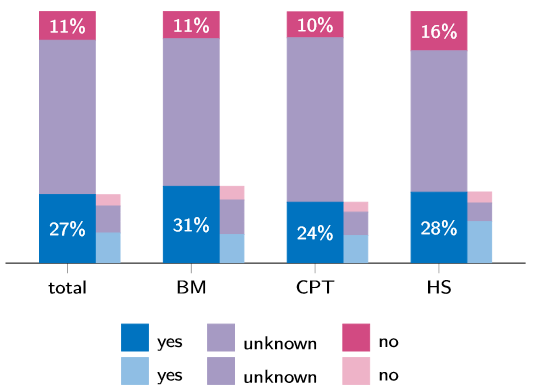 11% 11% 10% 16%
27% 31% 24% 28%
total BM CPT HS
yes unknown no
yes unknown no